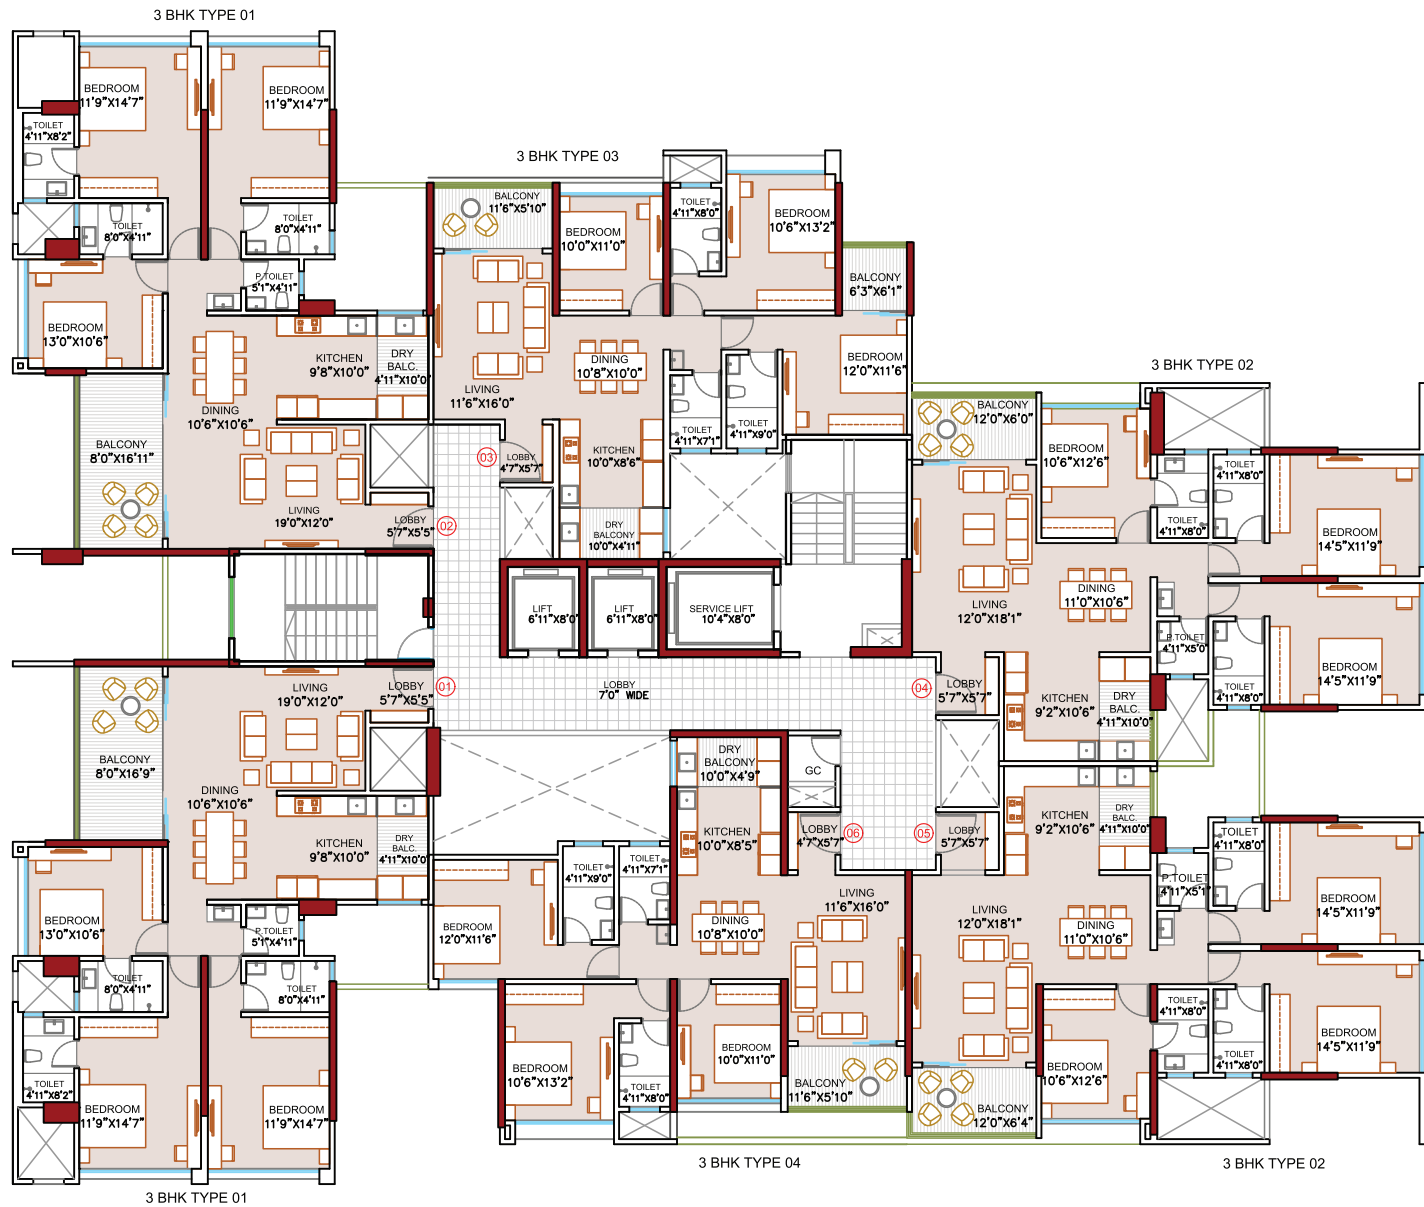 3 BHK TYPE 01
BEDROOM
11'9"X14'7"
BEDROOM
11'9"X14'7"
TOILET
4'11"X8'2"
TOILET
8'0"X4'11"
TOILET
8'0"X4'11"
P.TOILET
5'1"X4'11"
BEDROOM
13'0"X10'6"
KITCHEN
9'8"X10'0"
DRY
BALC.
4'11"X10'0"
DINING
10'6"X10'6"
BALCONY
8'0"X16'11"
LIVING
19'0"X12'0"
LOBBY
5'7"X5'5"
02
3 BHK TYPE 03
BALCONY
11'6"X5'10"
BEDROOM
10'0"X11'0"
TOILET
4'11"X8'0"
BEDROOM
10'6"X13'2"
BALCONY
6'3"X6'1"
LIVING
11'6"X16'0"
DINING
10'8"X10'0"
BEDROOM
12'0"X11'6"
TOILET
4'11"X7'1"
TOILET
4'11"X9'0"
03
LOBBY
4'7"X5'7"
KITCHEN
10'0"X8'6"
DRY
BALCONY
10'0"X4'11"
3 BHK TYPE 02
BALCONY
12'0"X6'0"
BEDROOM
10'6"X12'6"
TOILET
4'11"X8'0"
TOILET
4'11"X8'0"
BEDROOM
14'5"X11'9"
LIVING
12'0"X18'1"
DINING
11'0"X10'6"
P.TOILET
4'11"X5'0"
TOILET
4'11"X8'0"
BEDROOM
14'5"X11'9"
KITCHEN
9'2"X10'6"
DRY
BALC.
4'11"X10'0"
LOBBY
5'7"X5'7"
04
LIFT
6'11"X8'0"
LIFT
6'11"X8'0"
SERVICE LIFT
10'4"X8'0"
LOBBY
7'0" WIDE
01
LOBBY
5'7"X5'5"
LIVING
19'0"X12'0"
BALCONY
8'0"X16'9"
DINING
10'6"X10'6"
KITCHEN
9'8"X10'0"
DRY
BALC.
4'11"X10'0"
BEDROOM
13'0"X10'6"
P.TOILET
5'1"X4'11"
TOILET
8'0"X4'11"
TOILET
8'0"X4'11"
TOILET
4'11"X8'2"
BEDROOM
11'9"X14'7"
BEDROOM
11'9"X14'7"
3 BHK TYPE 01
DRY
BALCONY
10'0"X4'9"
GC
KITCHEN
10'0"X8'5"
LOBBY
4'7"X5'7"
06
TOILET
4'11"X9'0"
TOILET
4'11"X7'1"
BEDROOM
12'0"X11'6"
DINING
10'8"X10'0"
LIVING
11'6"X16'0"
BEDROOM
10'6"X13'2"
TOILET
4'11"X8'0"
BEDROOM
10'0"X11'0"
BALCONY
11'6"X5'10"
3 BHK TYPE 04
05
LOBBY
5'7"X5'7"
KITCHEN
9'2"X10'6"
DRY
BALC.
4'11"X10'0"
TOILET
4'11"X8'0"
P.TOILET
4'11"X5'1"
BEDROOM
14'5"X11'9"
LIVING
12'0"X18'1"
DINING
11'0"X10'6"
TOILET
4'11"X8'0"
TOILET
4'11"X8'0"
BEDROOM
14'5"X11'9"
BEDROOM
10'6"X12'6"
BALCONY
12'0"X6'4"
3 BHK TYPE 02